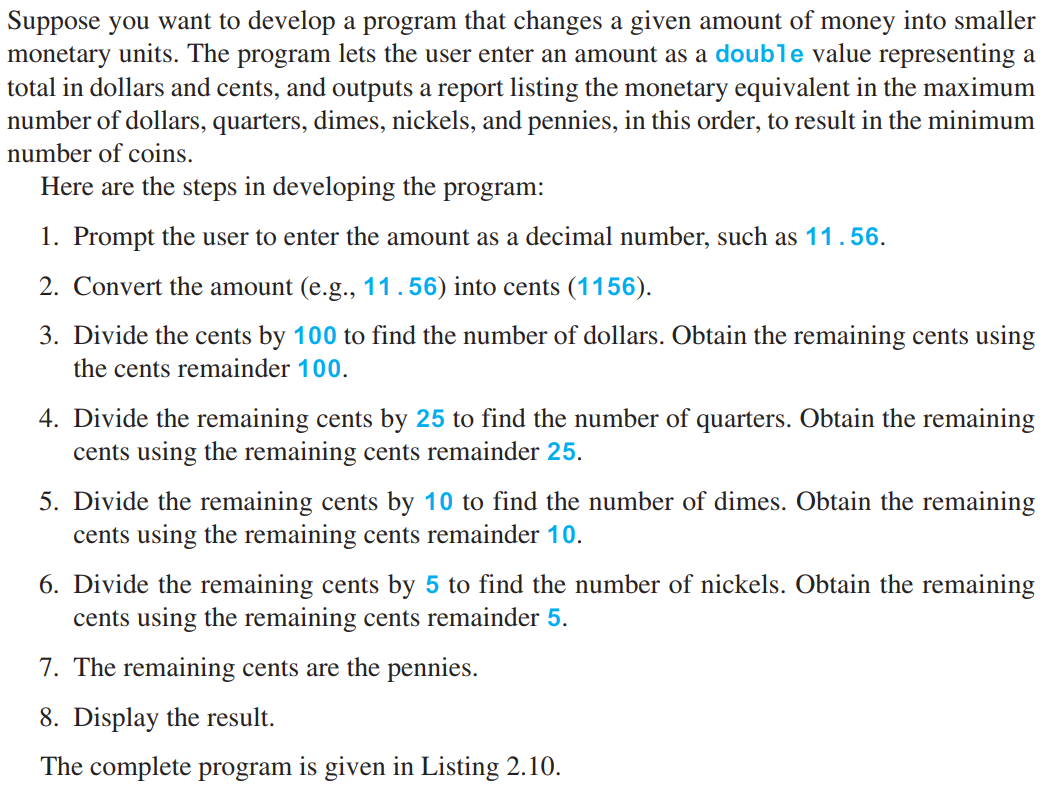 Suppose you want to develop a program that changes a given amount of money into smaller
monetary units. The program lets the user enter an amount as a double value representing a
total in dollars and cents, and outputs a report listing the monetary equivalent in the maximum
number of dollars, quarters, dimes, nickels, and pennies, in this order, to result in the minimum
number of coins.
Here are the steps in developing the program:
1. Prompt the user to enter the amount as a decimal number, such as 11.56.
2. Convert the amount (e.g., 11.56) into cents (1156).
3. Divide the cents by 100 to find the number of dollars. Obtain the remaining cents using
the cents remainder 100.
4. Divide the remaining cents by 25 to find the number of quarters. Obtain the remaining
cents using the remaining cents remainder 25.
5. Divide the remaining cents by 10 to find the number of dimes. Obtain the remaining
cents using the remaining cents remainder 10.
6. Divide the remaining cents by 5 to find the number of nickels. Obtain the remaining
cents using the remaining cents remainder 5.
7. The remaining cents are the pennies.
8. Display the result.
The complete program is given in Listing 2.10.